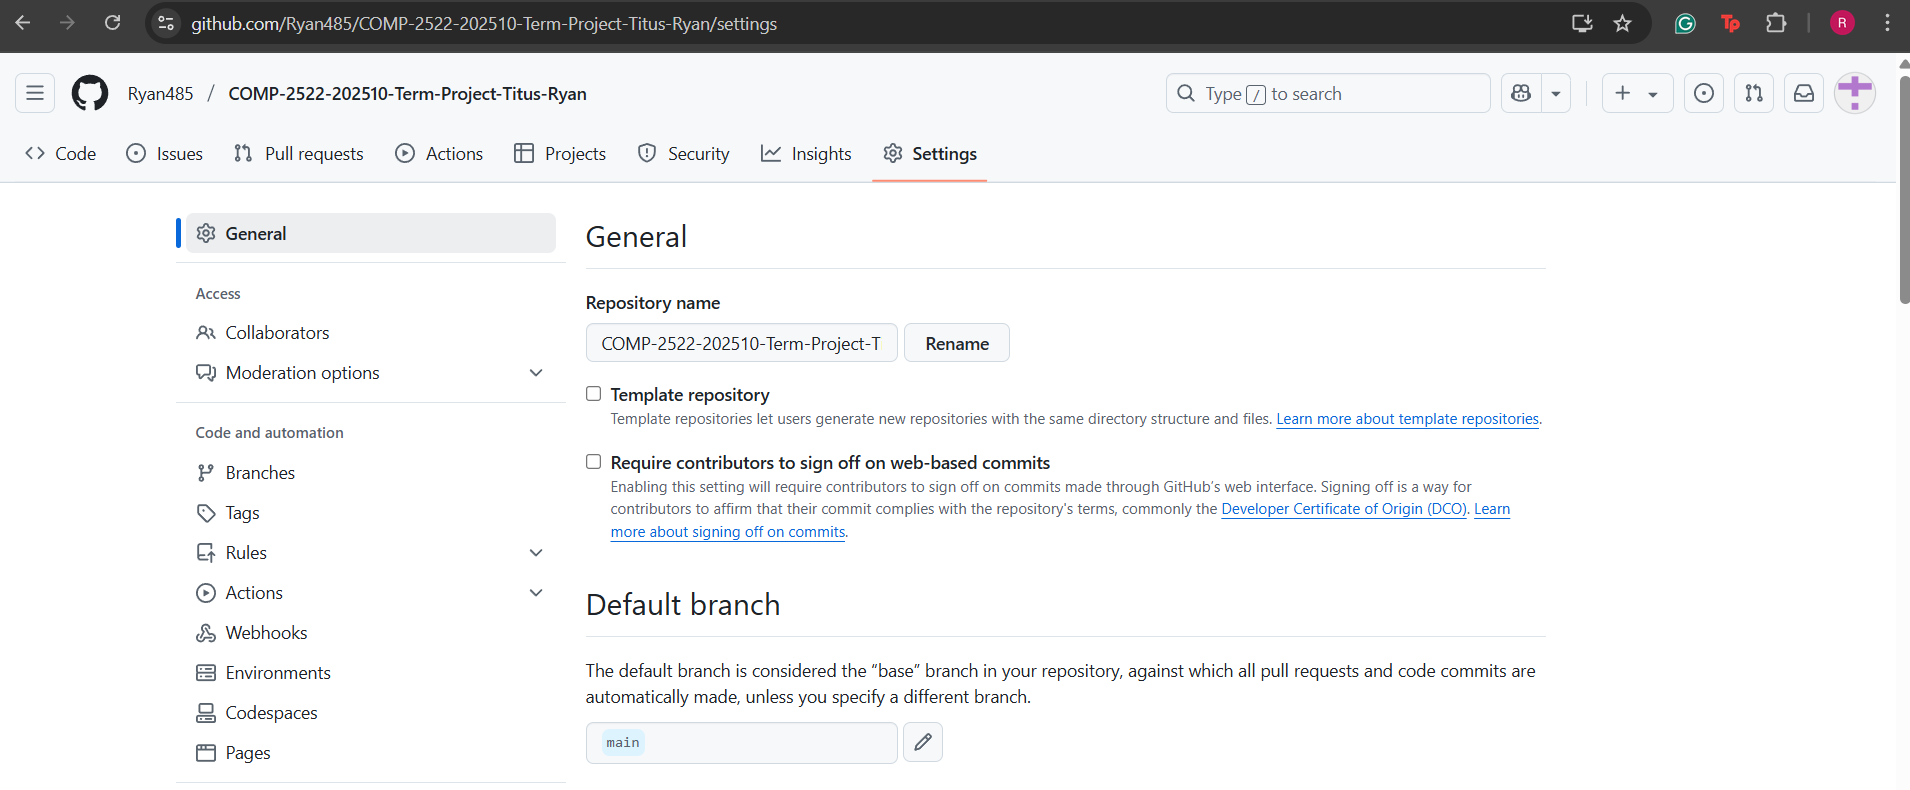 github.com/Ryan485/COMP-2522-202510-Term-Project-Titus-Ryan/settings
Tp
R
Ryan485 / COMP-2522-202510-Term-Project-Titus-Ryan
Type / to search
Code Issues Pull requests Actions Projects Security Insights Settings
General
Access
Collaborators
Moderation options
Code and automation
Branches
Tags
Rules
Actions
Webhooks
Environments
Codespaces
Pages
General
Repository name
COMP-2522-202510-Term-Project-T
Rename
Template repository
Template repositories let users generate new repositories with the same directory structure and files. Learn more about template repositories.
Require contributors to sign off on web-based commits
Enabling this setting will require contributors to sign off on commits made through GitHub’s web interface. Signing off is a way for
contributors to affirm that their commit complies with the repository's terms, commonly the Developer Certificate of Origin (DCO). Learn
more about signing off on commits.
Default branch
The default branch is considered the “base” branch in your repository, against which all pull requests and code commits are
automatically made, unless you specify a different branch.
main